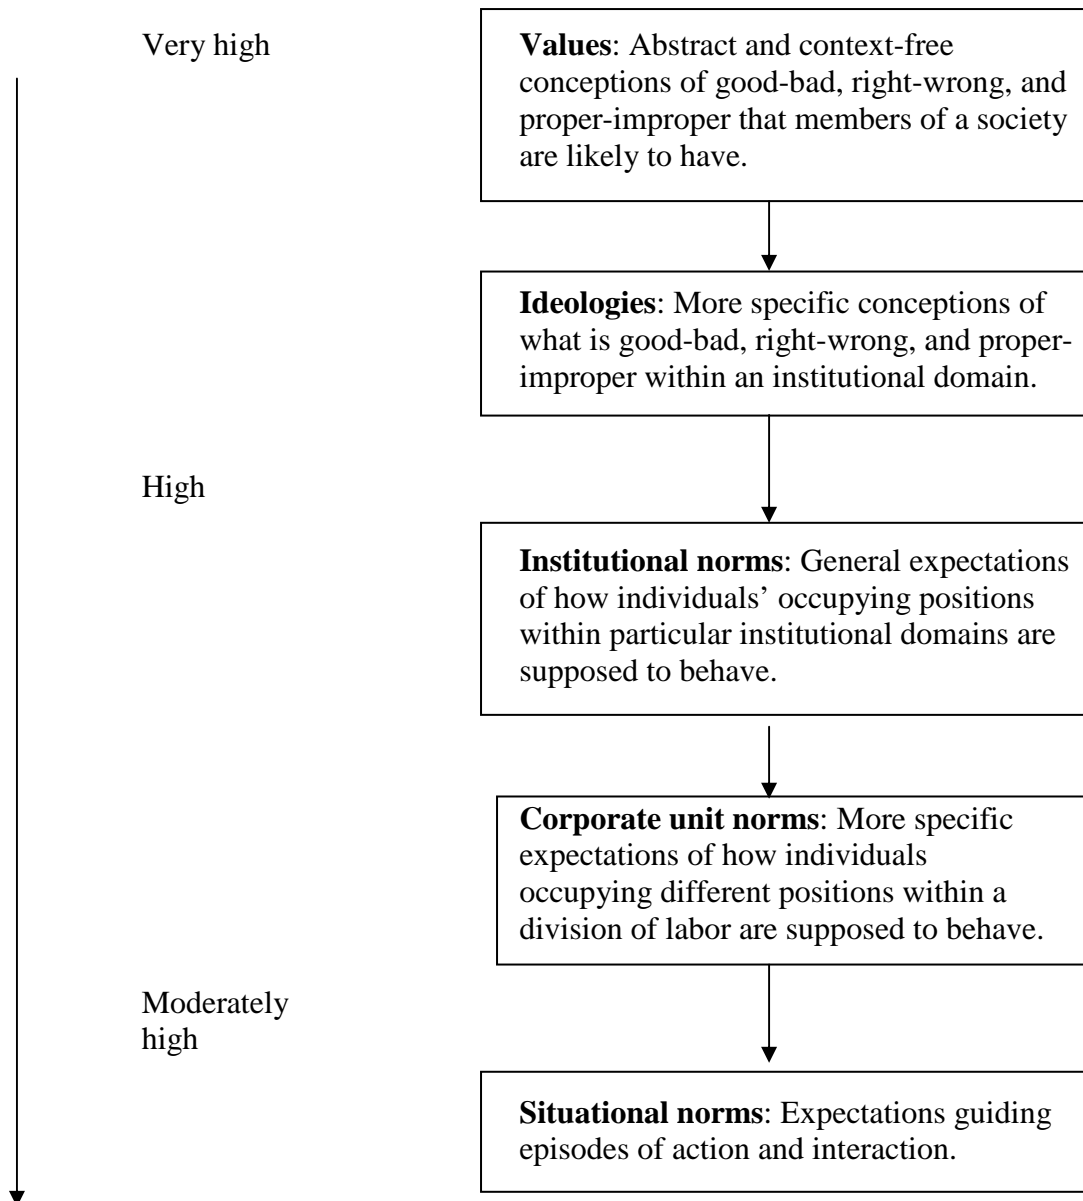 Very high
Values: Abstract and context-free
conceptions of good-bad, right-wrong, and
proper-improper that members of a society
are likely to have.
Ideologies: More specific conceptions of
what is good-bad, right-wrong, and proper-
improper within an institutional domain.
High
Institutional norms: General expectations
of how individuals’ occupying positions
within particular institutional domains are
supposed to behave.
Corporate unit norms: More specific
expectations of how individuals
occupying different positions within a
division of labor are supposed to behave.
Moderately
high
Situational norms: Expectations guiding
episodes of action and interaction.